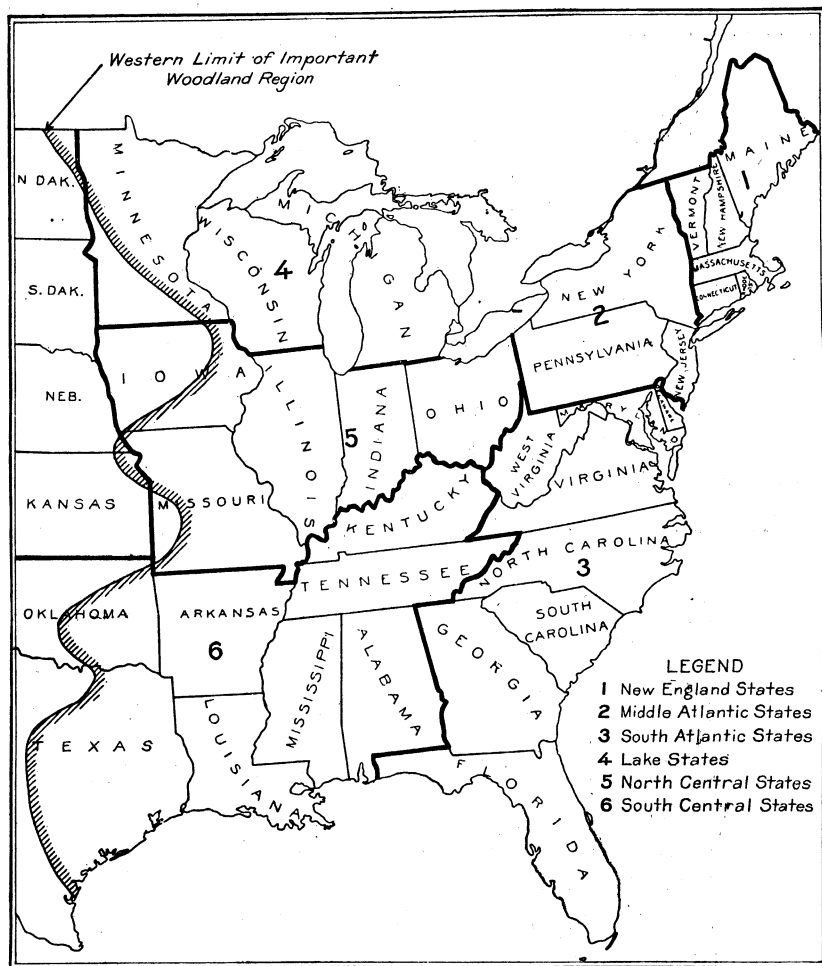 Western Limit of Important
Woodland Region
N DAK.
S. DAK.
NEB.
KANSAS
OKLAHOMA
TEXAS
MINNESOTA
IOWA
MISSOURI
ARKANSAS
6
LOUISIANA
WISCONSIN
4
MICHIGAN
ILLINOIS
5
INDIANA
OHIO
KENTUCKY
TENNESSEE
MISSISSIPPI
ALABAMA
MAINE
1
VERMONT
NEW HAMPSHIRE
MASSACHUSETTS
CONNECTICUT
RHODE
NEW YORK
2
PENNSYLVANIA
NEW JERSEY
DELAWARE
MARYLAND
WEST
VIRGINIA
VIRGINIA
NORTH CAROLINA
3
SOUTH
CAROLINA
GEORGIA
FLORIDA
LEGEND
1 New England States
2 Middle Atlantic States
3 South Atlantic States
4 Lake States
5 North Central States
6 South Central States